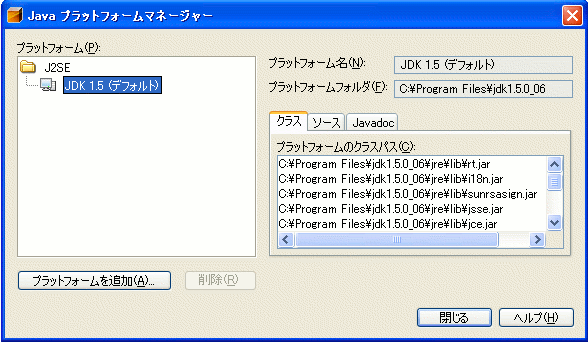 Java プラットフォームマネージャー
プラットフォーム(P):
J2SE
JDK 1.5 (デフォルト)
プラットフォーム名(N):
JDK 1.5 (デフォルト)
プラットフォームフォルダ(F):
C:¥Program Files¥jdk1.5.0_06
クラス
ソース
Javadoc
プラットフォームのクラスパス(C):
C:¥Program Files¥jdk1.5.0_06¥jre¥lib¥rt.jar
C:¥Program Files¥jdk1.5.0_06¥jre¥lib¥i18n.jar
C:¥Program Files¥jdk1.5.0_06¥jre¥lib¥sunrsasign.jar
C:¥Program Files¥jdk1.5.0_06¥jre¥lib¥jsse.jar
C:¥Program Files¥jdk1.5.0_06¥jre¥lib¥jce.jar
プラットフォームを追加(A)...
削除(R)
閉じる
ヘルプ(H)